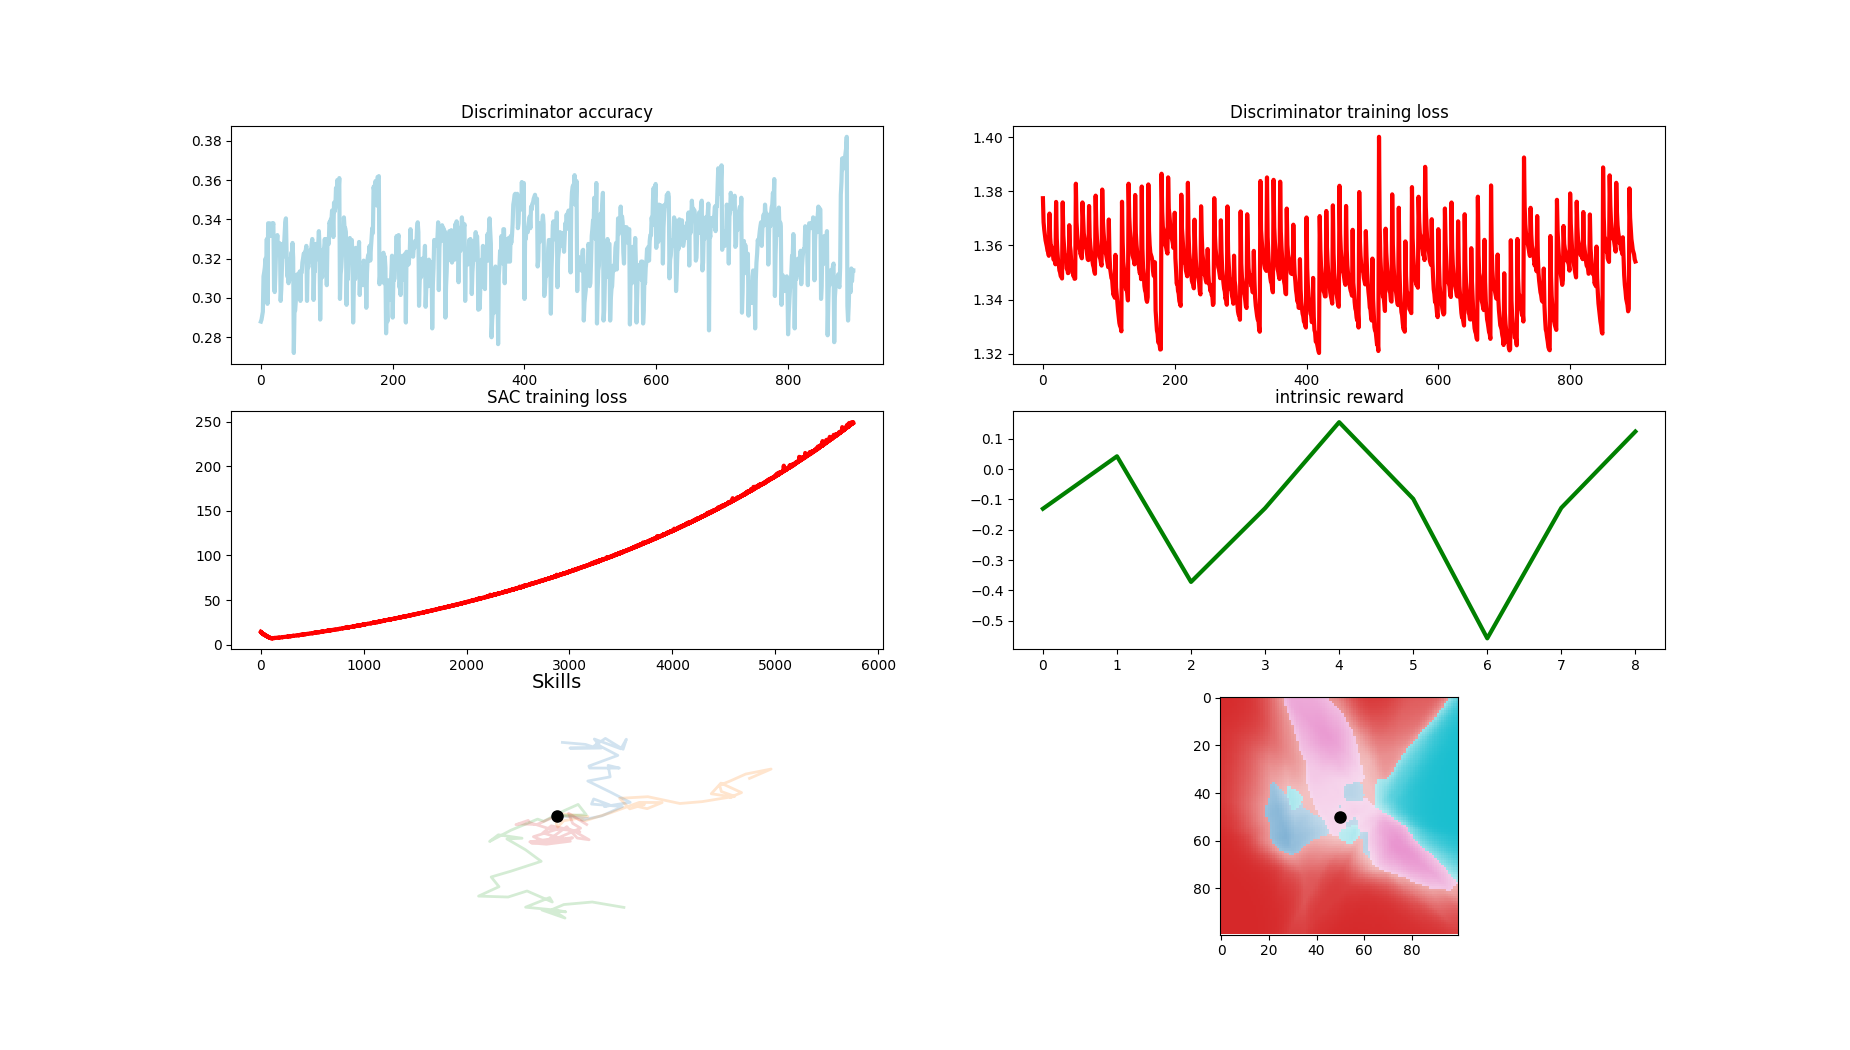 Discriminator accuracy
0.38
0.36
0.34
0.32
0.30
0.28
0 200 400 600 800
Discriminator training loss
1.40
1.38
1.36
1.34
1.32
0 200 400 600 800
SAC training loss
250
200
150
100
50
0
0 1000 2000 3000 4000 5000 6000
intrinsic reward
0.1
0.0
−0.1
−0.2
−0.3
−0.4
−0.5
0 1 2 3 4 5 6 7 8
Skills
0
20
40
60
80
0 20 40 60 80